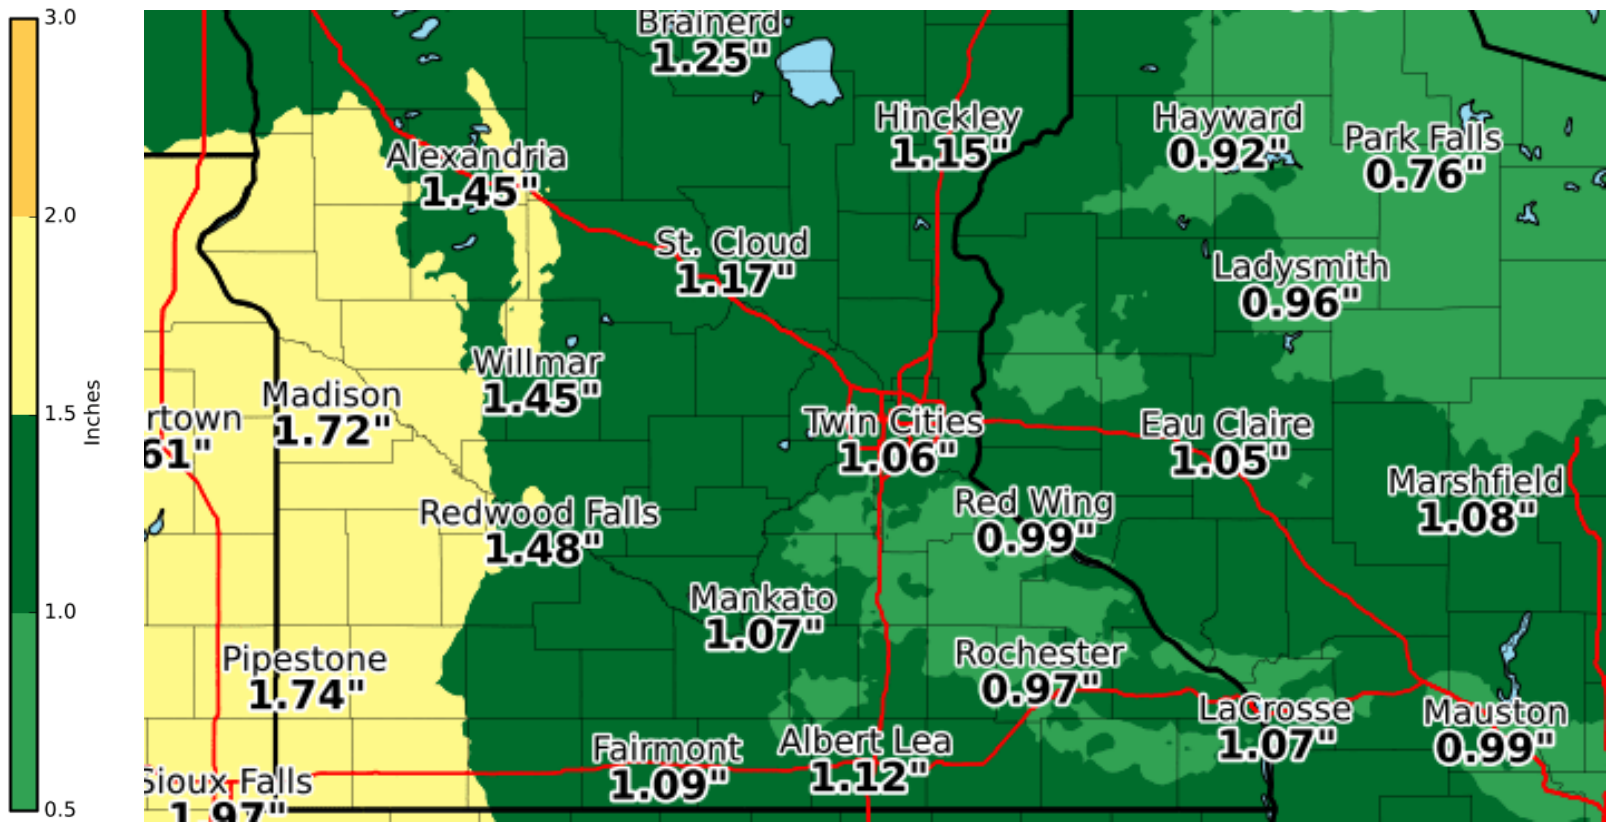 3.0
2.0
1.5
1.0
0.5
Inches
Brainerd
1.25"
Hinckley
1.15"
Hayward
0.92"
Park Falls
0.76"
Alexandria
1.45"
St. Cloud
1.17"
Ladysmith
0.96"
Willmar
1.45"
Madison
1.72"
rtown
61"
Twin Cities
1.06"
Eau Claire
1.05"
Marshfield
1.08"
Redwood Falls
1.48"
Red Wing
0.99"
Mankato
1.07"
Rochester
0.97"
Pipestone
1.74"
LaCrosse
1.07"
Mauston
0.99"
Fairmont
1.09"
Albert Lea
1.12"
Sioux Falls
1.97"